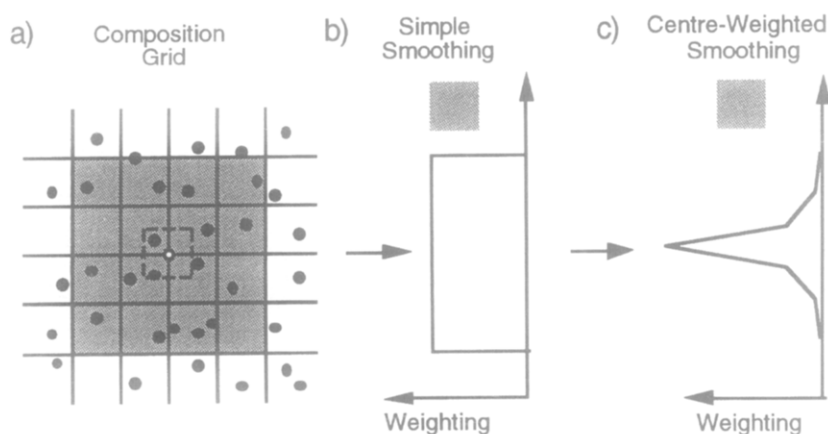 a)
Composition
Grid
b)
Simple
Smoothing
c)
Centre-Weighted
Smoothing
Weighting
Weighting